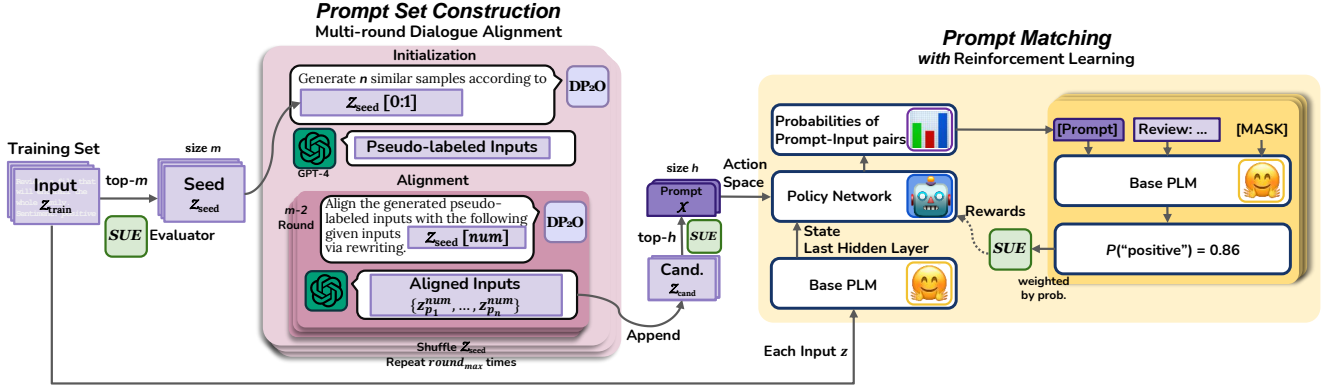 Prompt Set Construction
Multi-round Dialogue Alignment
Initialization
Generate n similar samples according to
Z_seed [0:1]
DP₂O
GPT-4
Pseudo-labeled Inputs
Alignment
m-2
Round
Align the generated pseudo-
labeled inputs with the following
given inputs
via rewriting.
Z_seed [num]
DP₂O
Aligned Inputs
{z_{p_1}^{num}, ... , z_{p_n}^{num}}
Shuffle Z_seed
Repeat round_max times
Training Set
Input
Z_train
top-m
SUE Evaluator
size m
Seed
Z_seed
Append
Cand.
Z_cand
top-h
SUE
size h
Prompt
χ
Action
Space
Prompt Matching
with Reinforcement Learning
Probabilities of
Prompt-Input pairs
Policy Network
State
Last Hidden Layer
Base PLM
Each Input z
Rewards
SUE
weighted
by prob.
[Prompt]
Review: ...
[MASK]
Base PLM
P("positive") = 0.86